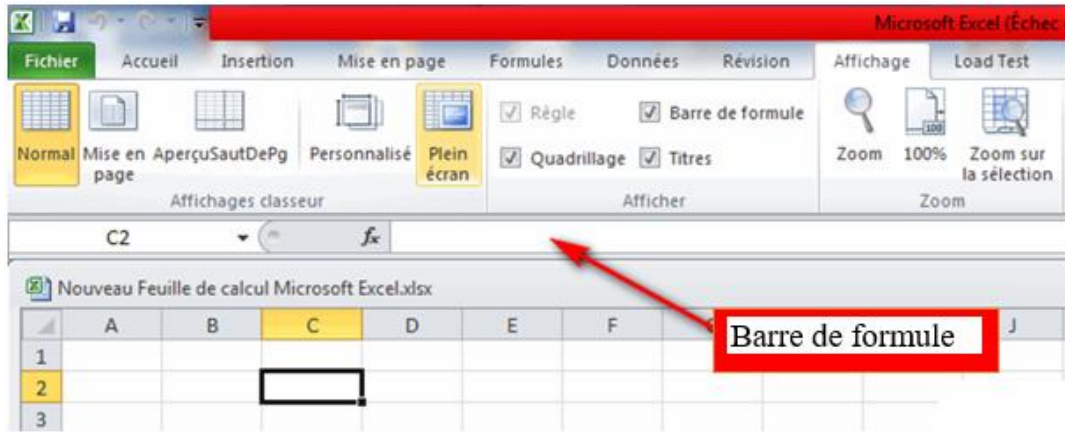 Microsoft Excel (Échec
Fichier Accueil Insertion Mise en page Formules Données Révision Affichage Load Test
Normal Mise en page AperçuSautDePg Personnalisé Plein écran
Règle Barre de formule
Quadrillage Titres
Zoom 100% Zoom sur la sélection
Affichages classeur Afficher Zoom
C2 fx
Nouveau Feuille de calcul Microsoft Excel.xlsx
A B C D E F J
Barre de formule
1
2
3